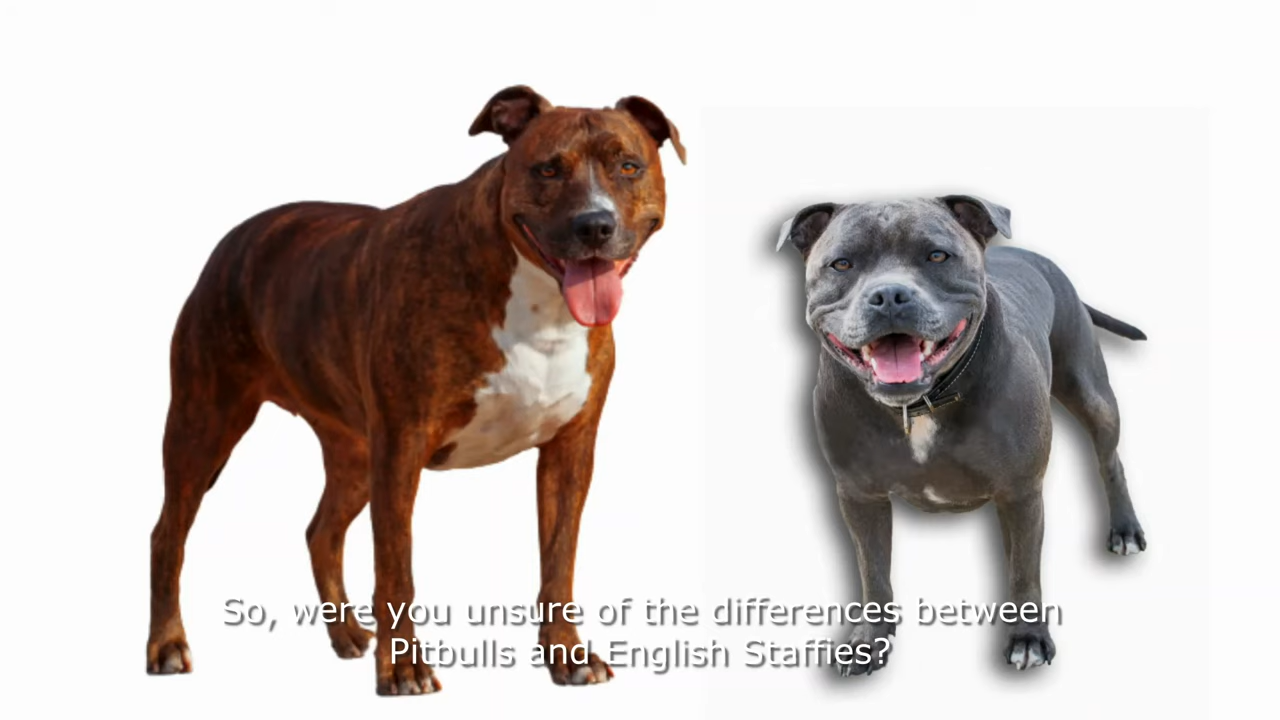 So, were you unsure of the differences between
Pitbulls and English Staffies?